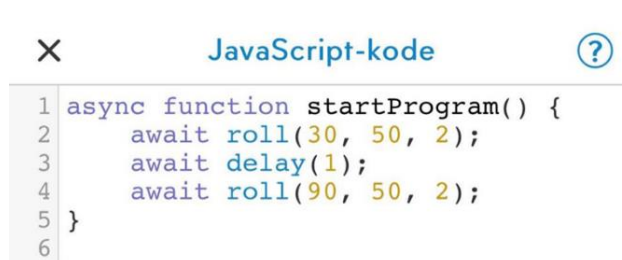 × JavaScript-kode ?
1 async function startProgram() {
2     await roll(30, 50, 2);
3     await delay(1);
4     await roll(90, 50, 2);
5 }
6